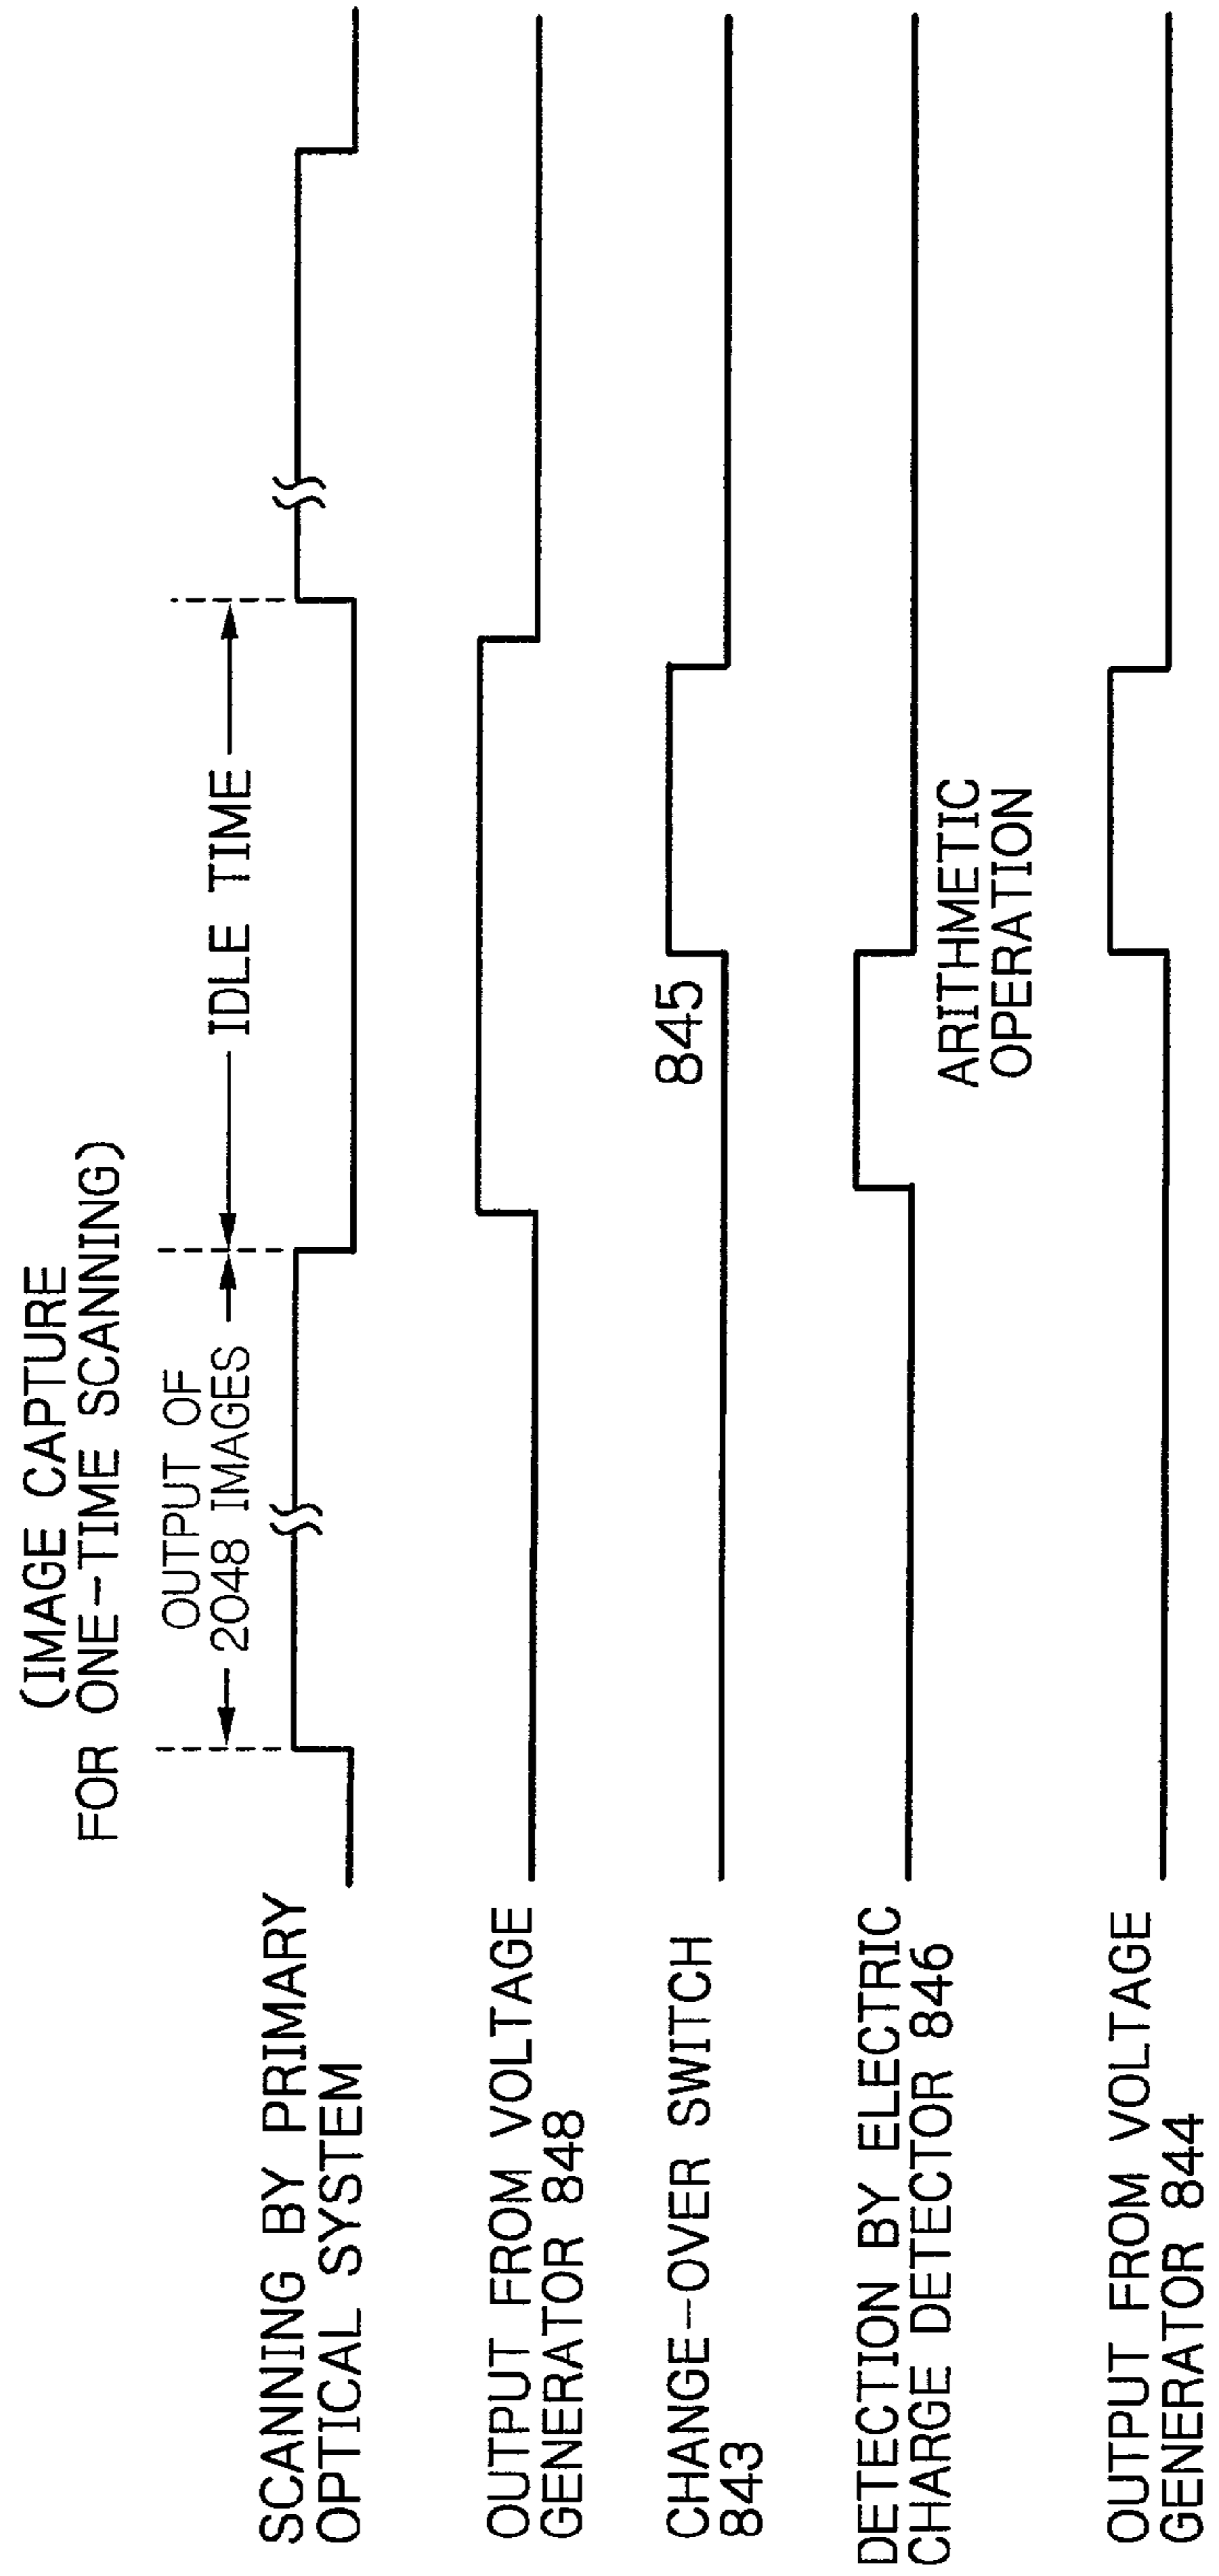 (IMAGE CAPTURE
FOR ONE-TIME SCANNING)
OUTPUT OF
2048 IMAGES
IDLE TIME
SCANNING BY PRIMARY
OPTICAL SYSTEM
OUTPUT FROM VOLTAGE
GENERATOR 848
CHANGE-OVER SWITCH
843
845
DETECTION BY ELECTRIC
CHARGE DETECTOR 846
ARITHMETIC
OPERATION
OUTPUT FROM VOLTAGE
GENERATOR 844